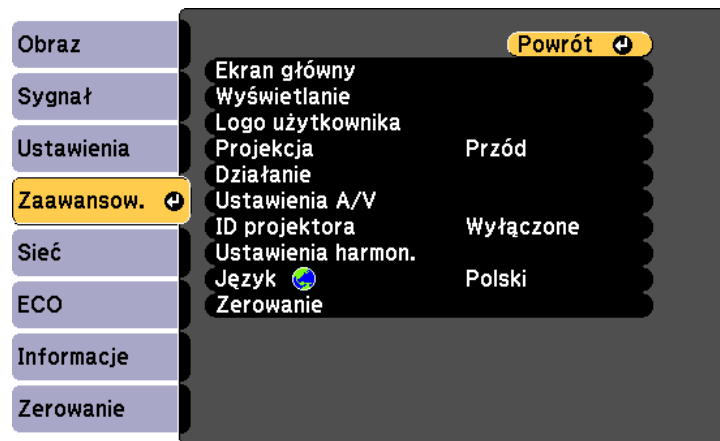 Obraz
Sygnał
Ustawienia
Zaawansow.
Sieć
ECO
Informacje
Zerowanie
Powrót
Ekran główny
Wyświetlanie
Logo użytkownika
Projekcja Przód
Działanie
Ustawienia A/V
ID projektora Wyłączone
Ustawienia harmon.
Język Polski
Zerowanie